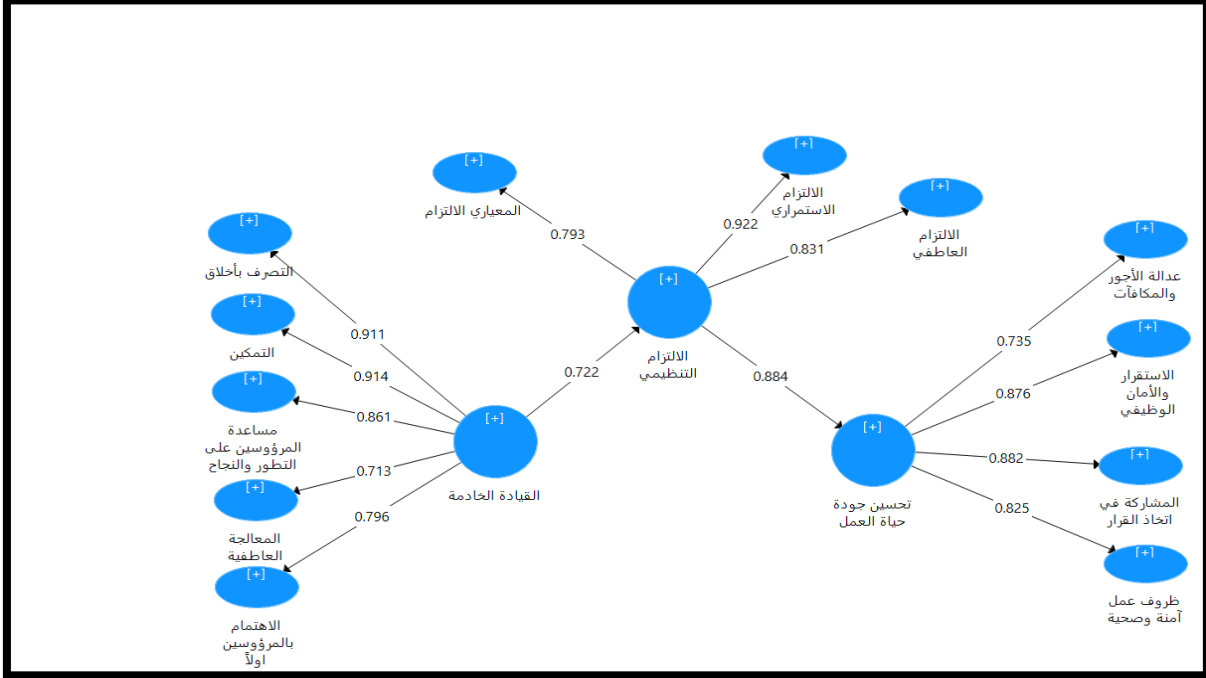 [+]
المعياري الالتزام
[+]
الالتزام
الاستمراري
[+]
الالتزام
العاطفي
0.793
0.922
0.831
[+]
الالتزام
التنظيمي
[+]
التصرف بأخلاق
[+]
التمكين
[+]
مساعدة
المرؤوسين على
التطور والنجاح
[+]
المعالجة
العاطفية
[+]
الاهتمام
بالمرؤوسين
اولاً
0.911
0.914
0.861
0.713
0.796
[+]
القيادة الخادمة
0.722
0.884
[+]
تحسين جودة
حياة العمل
0.735
0.876
0.882
0.825
[+]
عدالة الأجور
والمكافآت
[+]
الاستقرار
والأمان
الوظيفي
[+]
المشاركة في
اتخاذ القرار
[+]
ظروف عمل
آمنة وصحية